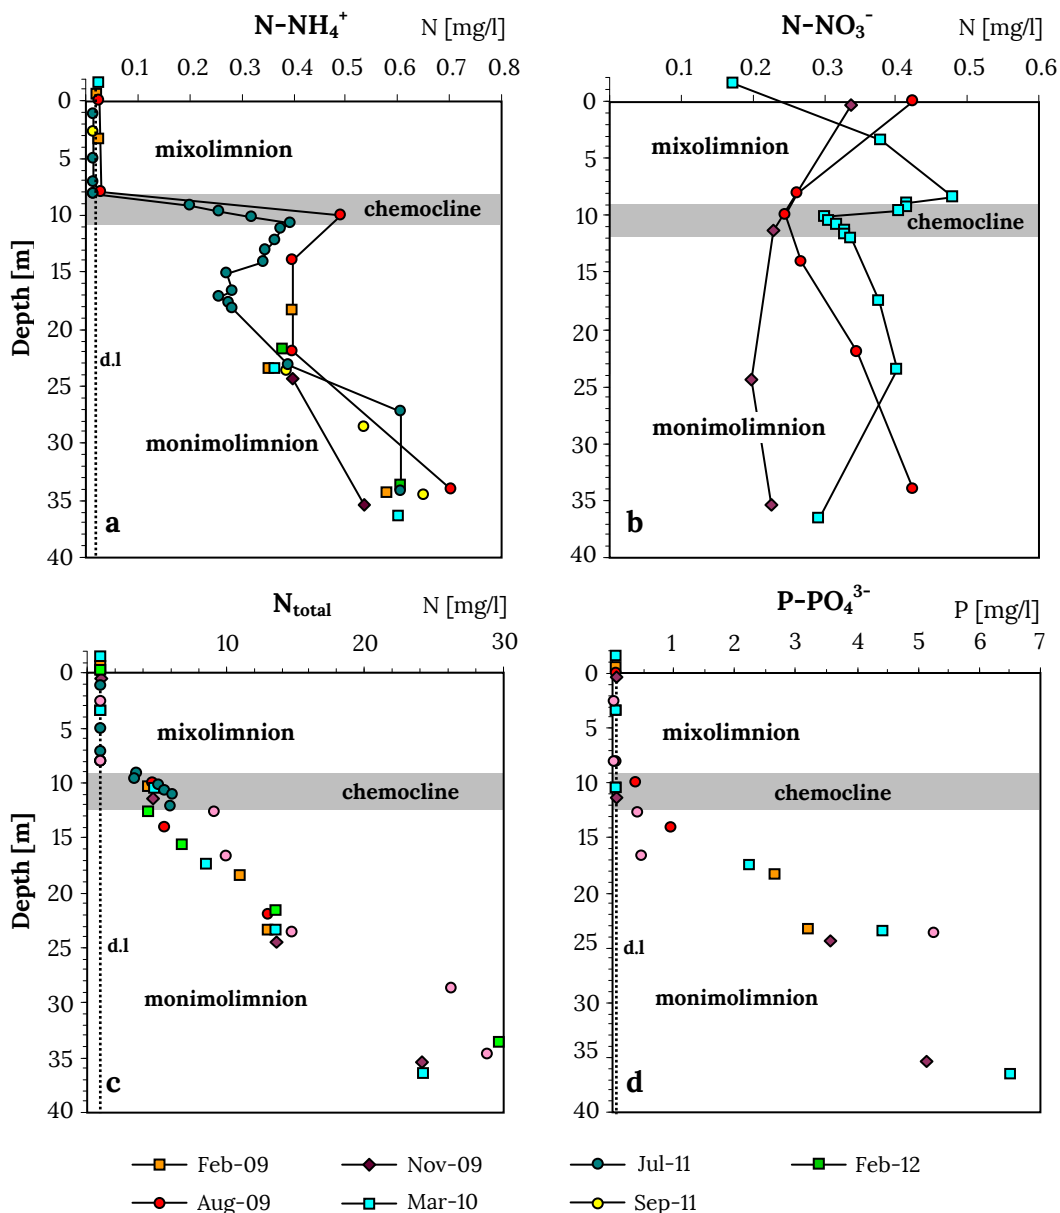 N-NH₄⁺ N [mg/l]
0.1 0.2 0.3 0.4 0.5 0.6 0.7 0.8
0
5
10
15
20
25
30
35
40
Depth [m]
mixolimnion
chemocline
d.l
monimolimnion
a
N-NO₃⁻ N [mg/l]
0.1 0.2 0.3 0.4 0.5 0.6
0
5
10
15
20
25
30
35
40
mixolimnion
chemocline
monimolimnion
b
N total N [mg/l]
10 20 30
0
5
10
15
20
25
30
35
40
Depth [m]
mixolimnion
chemocline
d.l
monimolimnion
c
P-PO₄³⁻ P [mg/l]
1 2 3 4 5 6 7
0
5
10
15
20
25
30
35
40
mixolimnion
chemocline
d.l
monimolimnion
d
Feb-09 Nov-09 Jul-11 Feb-12
Aug-09 Mar-10 Sep-11